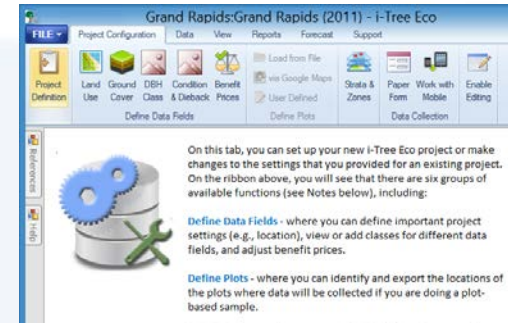 Grand Rapids:Grand Rapids (2011) - i-Tree Eco
FILE
Project Configuration Data View Reports Forecast Support
Project Definition
Land Use
Ground Cover
DBH Class
Condition & Dieback
Benefit Prices
Define Data Fields
Load from File
via Google Maps
User Defined
Define Plots
Strata & Zones
Paper Form
Work with Mobile
Data Collection
Enable Editing
References
Help
On this tab, you can set up your new i-Tree Eco project or make
changes to the settings that you provided for an existing project.
On the ribbon above, you will see that there are six groups of
available functions (see Notes below), including:
Define Data Fields - where you can define important project
settings (e.g., location), view or add classes for different data
fields, and adjust benefit prices.
Define Plots - where you can identify and export the locations of
the plots where data will be collected if you are doing a plot-
based sample.